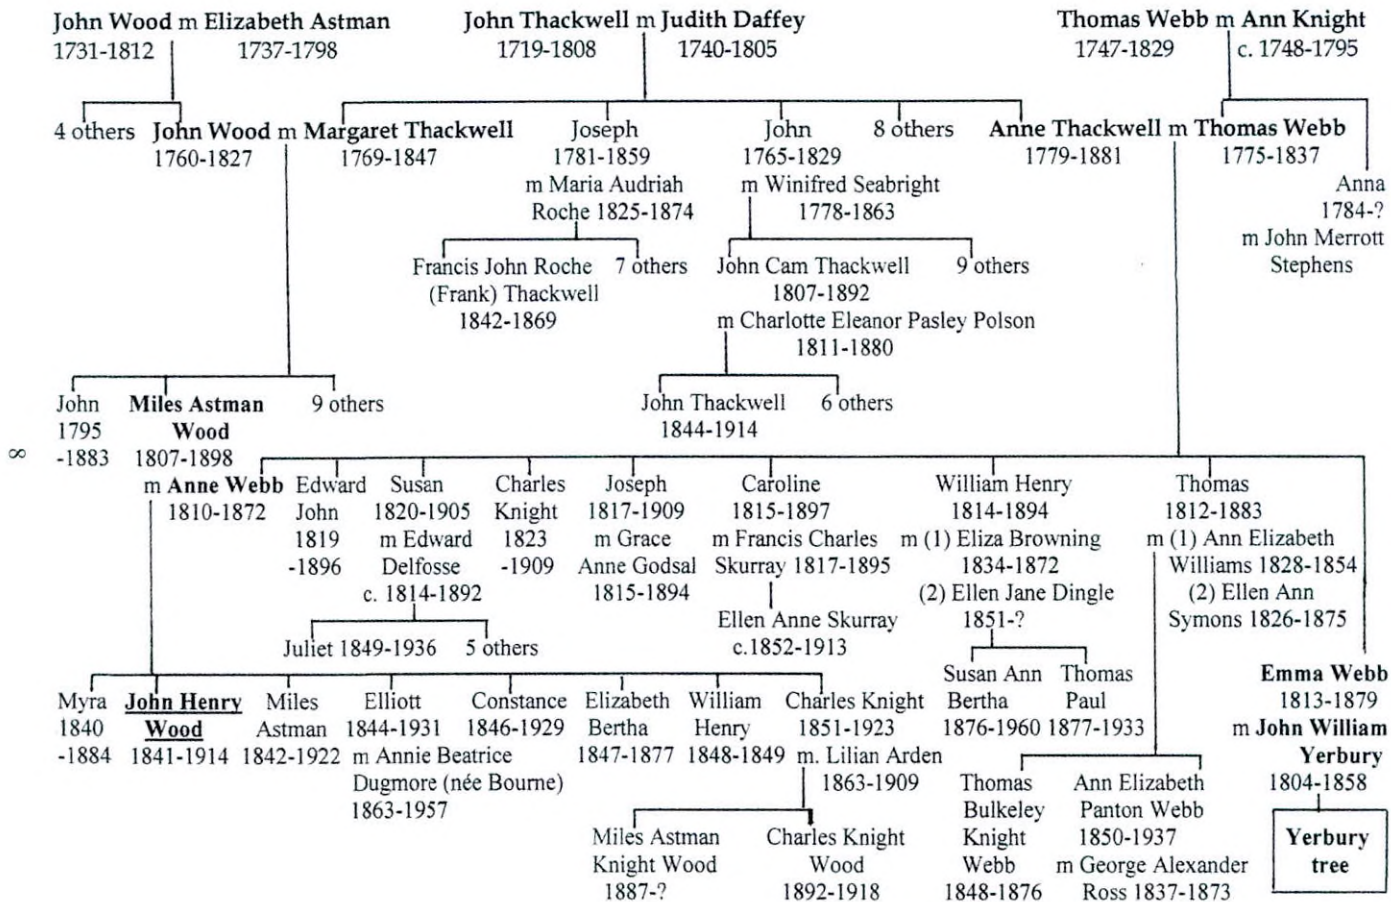 John Wood m Elizabeth Astman
1731-1812 1737-1798
John Thackwell m Judith Daffey
1719-1808 1740-1805
Thomas Webb m Ann Knight
1747-1829 c. 1748-1795
4 others John Wood m Margaret Thackwell
1760-1827 1769-1847
Joseph
1781-1859
m Maria Audriah
Roche 1825-1874
John
1765-1829
m Winifred Seabright
1778-1863
8 others
Anne Thackwell m Thomas Webb
1779-1881 1775-1837
Anna
1784-?
m John Merrott
Stephens
Francis John Roche
(Frank) Thackwell
1842-1869
7 others
John Cam Thackwell
1807-1892
m Charlotte Eleanor Pasley Polson
1811-1880
9 others
John
1795
-1883
Miles Astman
Wood
1807-1898
m Anne Webb
1810-1872
9 others
John Thackwell
1844-1914
6 others
8
Edward
John
1819
-1896
Susan
1820-1905
m Edward
Delfosse
c. 1814-1892
Charles
Knight
1823
-1909
Joseph
1817-1909
m Grace
Anne Godsal
1815-1894
Caroline
1815-1897
m Francis Charles
Skurray 1817-1895
Ellen Anne Skurray
c.1852-1913
William Henry
1814-1894
m (1) Eliza Browning
1834-1872
(2) Ellen Jane Dingle
1851-?
Thomas
1812-1883
m (1) Ann Elizabeth
Williams 1828-1854
(2) Ellen Ann
Symons 1826-1875
Juliet 1849-1936 5 others
Myra
1840
-1884
John Henry
Wood
1841-1914
Miles
Astman
1842-1922
Elliott
1844-1931
m Annie Beatrice
Dugmore (née Bourne)
1863-1957
Constance
1846-1929
Elizabeth
Bertha
1847-1877
William
Henry
1848-1849
Charles Knight
1851-1923
m. Lilian Arden
1863-1909
Susan Ann
Bertha
1876-1960
Thomas
Paul
1877-1933
Emma Webb
1813-1879
m John William
Yerbury
1804-1858
Miles Astman
Knight Wood
1887-?
Charles Knight
Wood
1892-1918
Thomas
Bulkeley
Knight
Webb
1848-1876
Ann Elizabeth
Panton Webb
1850-1937
m George Alexander
Ross 1837-1873
Yerbury
tree